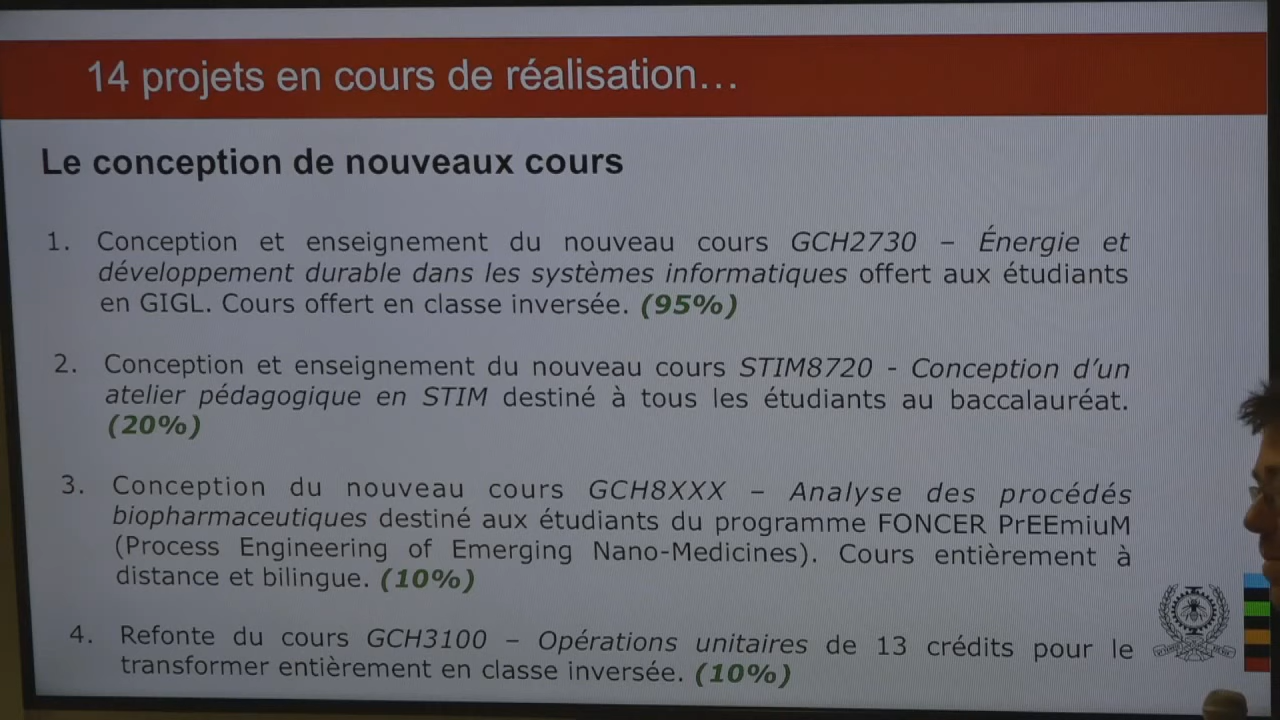 14 projets en cours de réalisation…
Le conception de nouveaux cours
1. Conception et enseignement du nouveau cours GCH2730 – Énergie et
développement durable dans les systèmes informatiques offert aux étudiants
en GIGL. Cours offert en classe inversée. (95%)
2. Conception et enseignement du nouveau cours STIM8720 - Conception d’un
atelier pédagogique en STIM destiné à tous les étudiants au baccalauréat.
(20%)
3. Conception du nouveau cours GCH8XXX – Analyse des procédés
biopharmaceutiques destiné aux étudiants du programme FONCER PrEEmiuM
(Process Engineering of Emerging Nano-Medicines). Cours entièrement à
distance et bilingue. (10%)
4. Refonte du cours GCH3100 – Opérations unitaires de 13 crédits pour le
transformer entièrement en classe inversée. (10%)